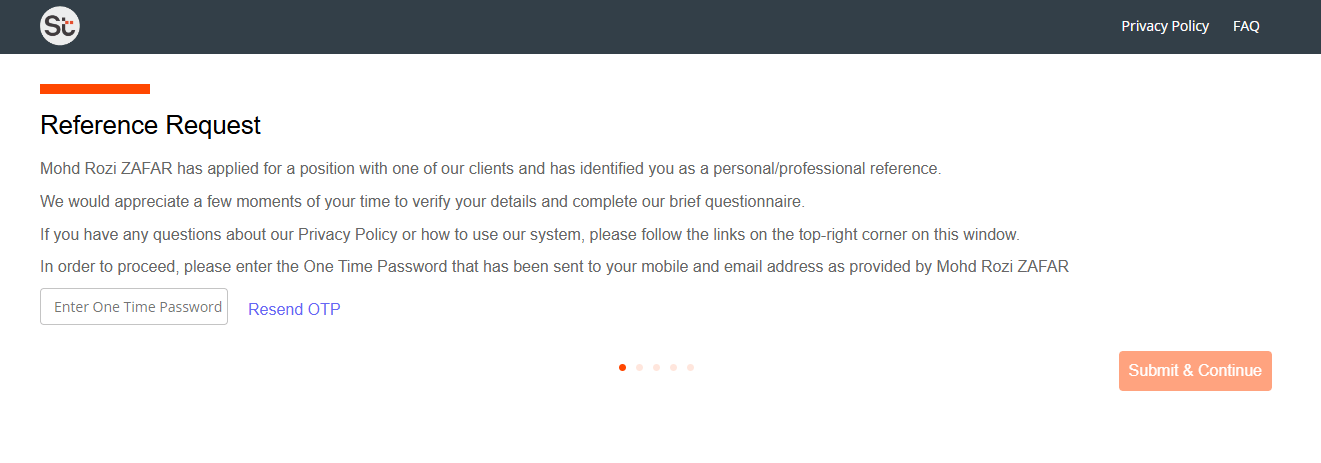 St
Privacy Policy FAQ
Reference Request
Mohd Rozi ZAFAR has applied for a position with one of our clients and has identified you as a personal/professional reference.
We would appreciate a few moments of your time to verify your details and complete our brief questionnaire.
If you have any questions about our Privacy Policy or how to use our system, please follow the links on the top-right corner on this window.
In order to proceed, please enter the One Time Password that has been sent to your mobile and email address as provided by Mohd Rozi ZAFAR
Enter One Time Password Resend OTP
Submit & Continue